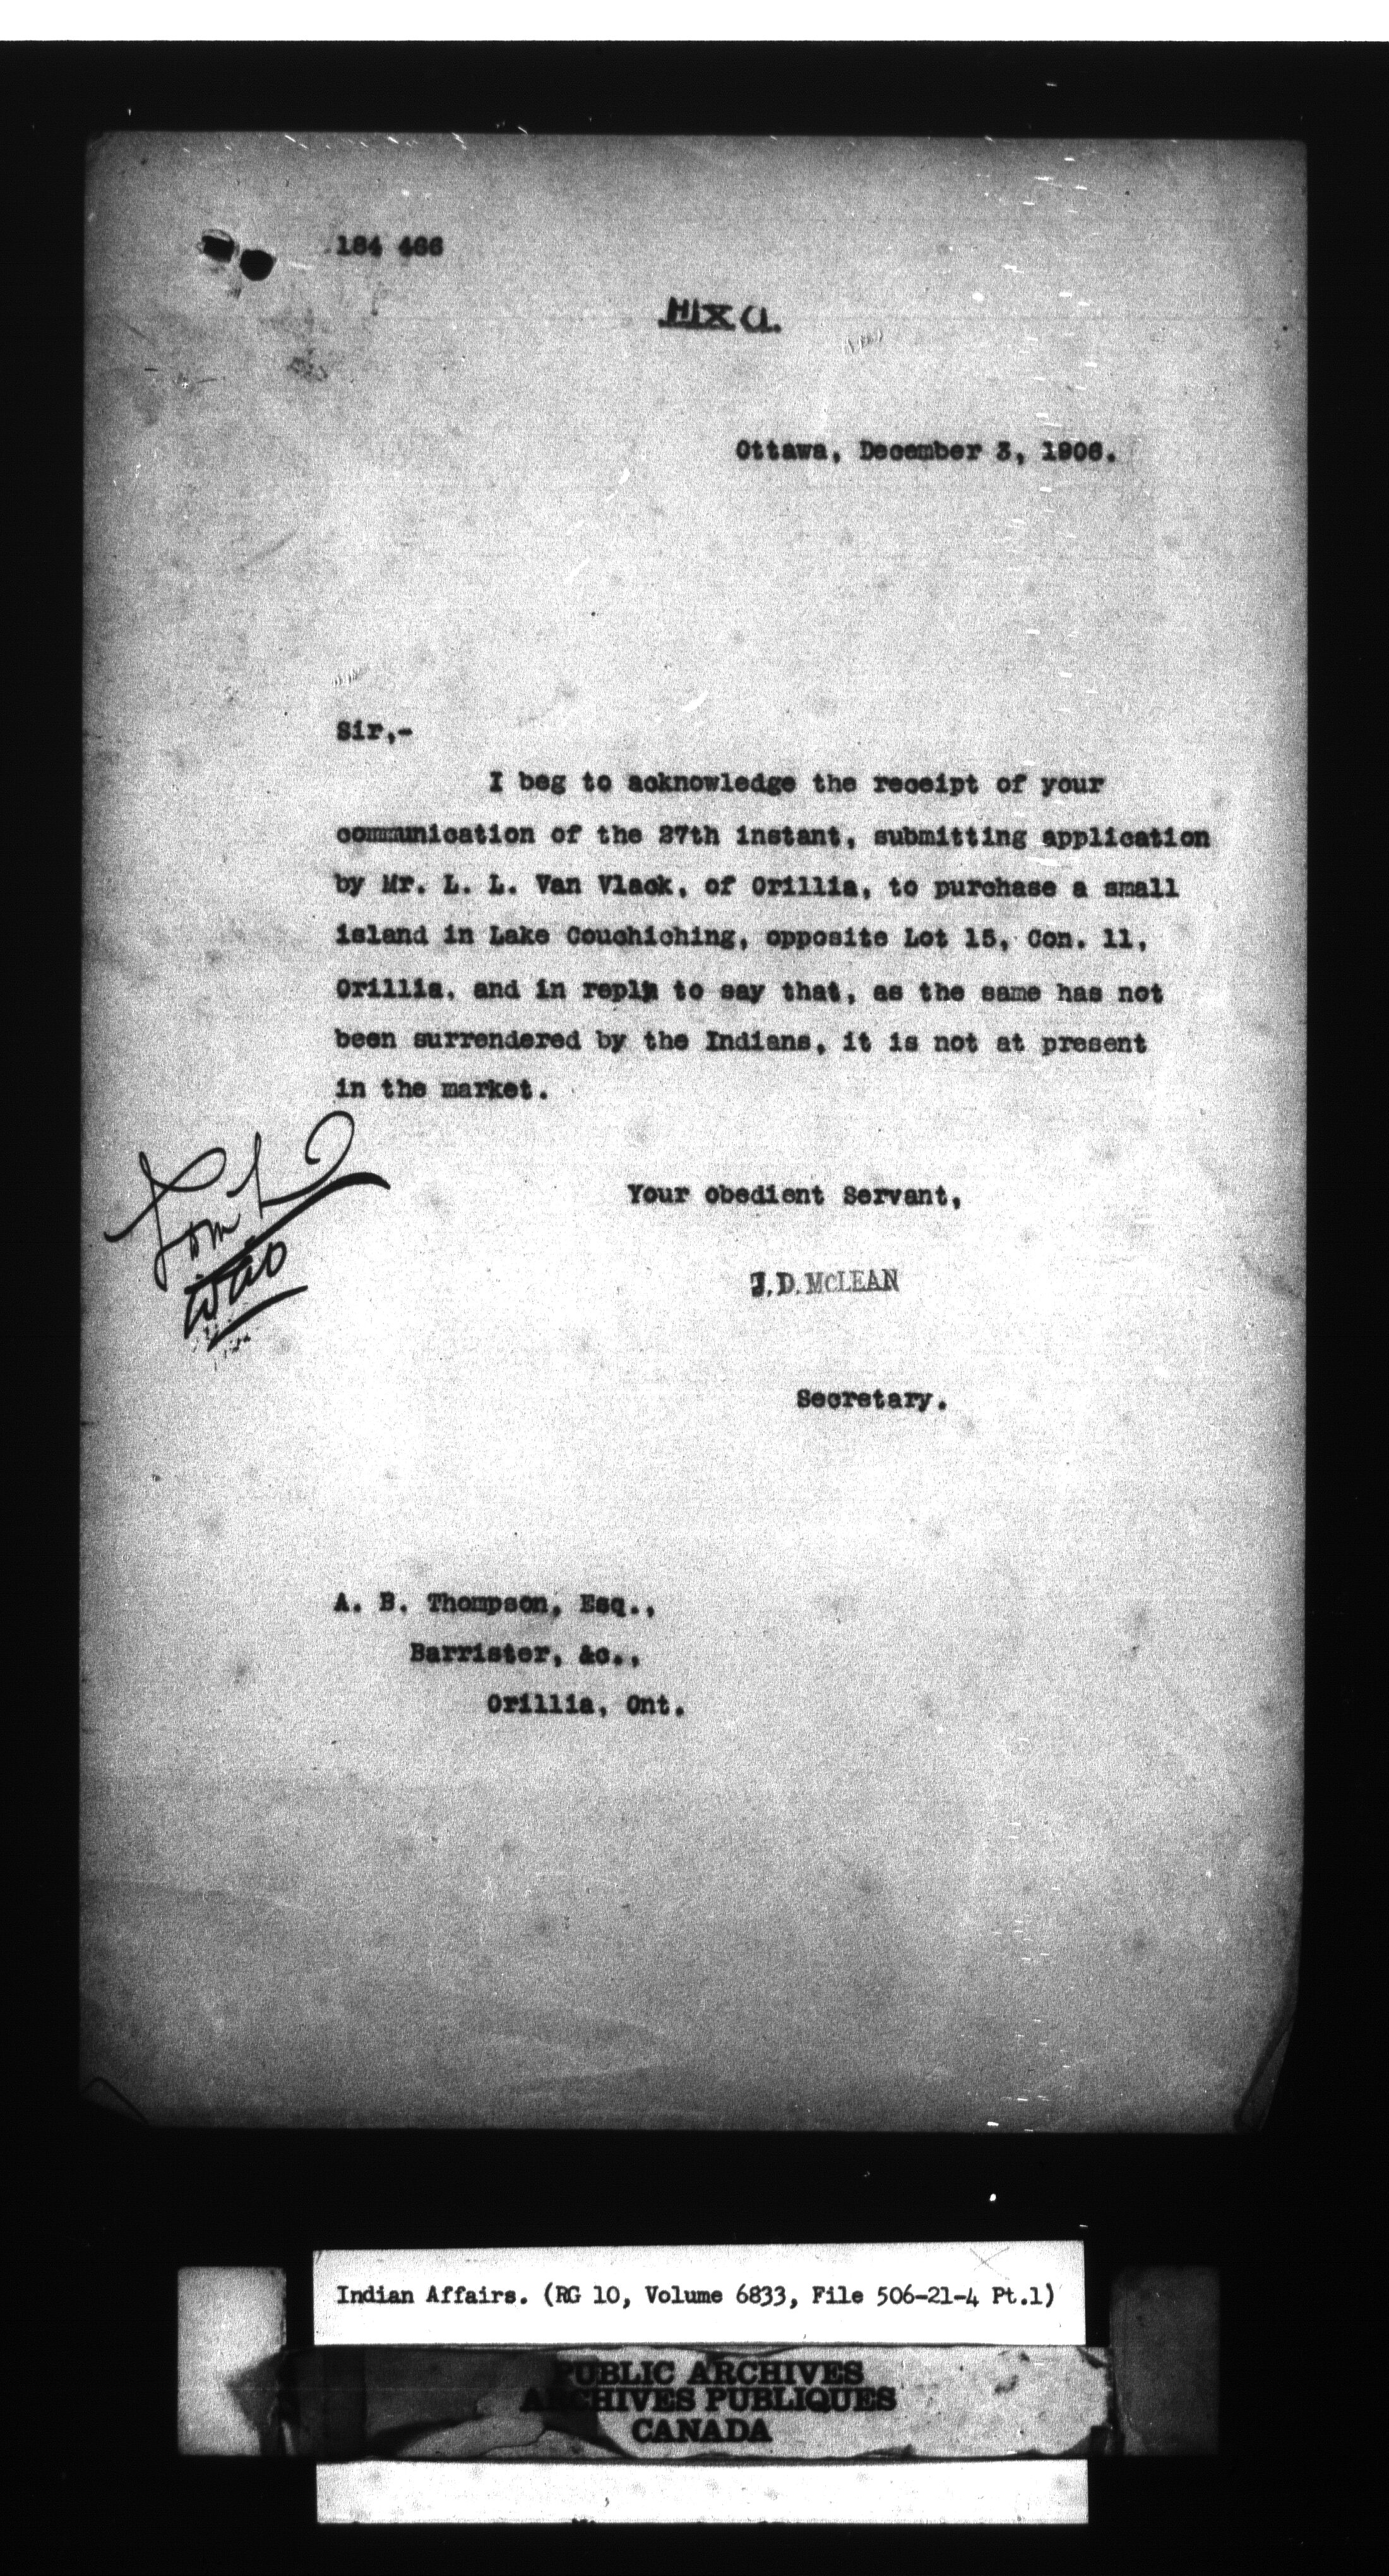 184 466
Ottawa, December 3, 1906.
Sir,-
I beg to acknowledge the receipt of your
communication of the 27th instant, submitting application
by Mr. L. L. Van Vlack, of Orillia, to purchase a small
island in Lake Couchiching, opposite Lot 15, Con. 11,
Orillia, and in reply to say that, as the same has not
been surrendered by the Indians, it is not at present
in the market.
Your obedient Servant,
J.D. McLEAN
Secretary.
A. B. Thompson, Esq.,
Barrister, &c.,
Orillia, Ont.
Indian Affairs. (RG 10, Volume 6833, File 506-21-4 Pt.1)
PUBLIC ARCHIVES
ARCHIVES PUBLIQUES
CANADA